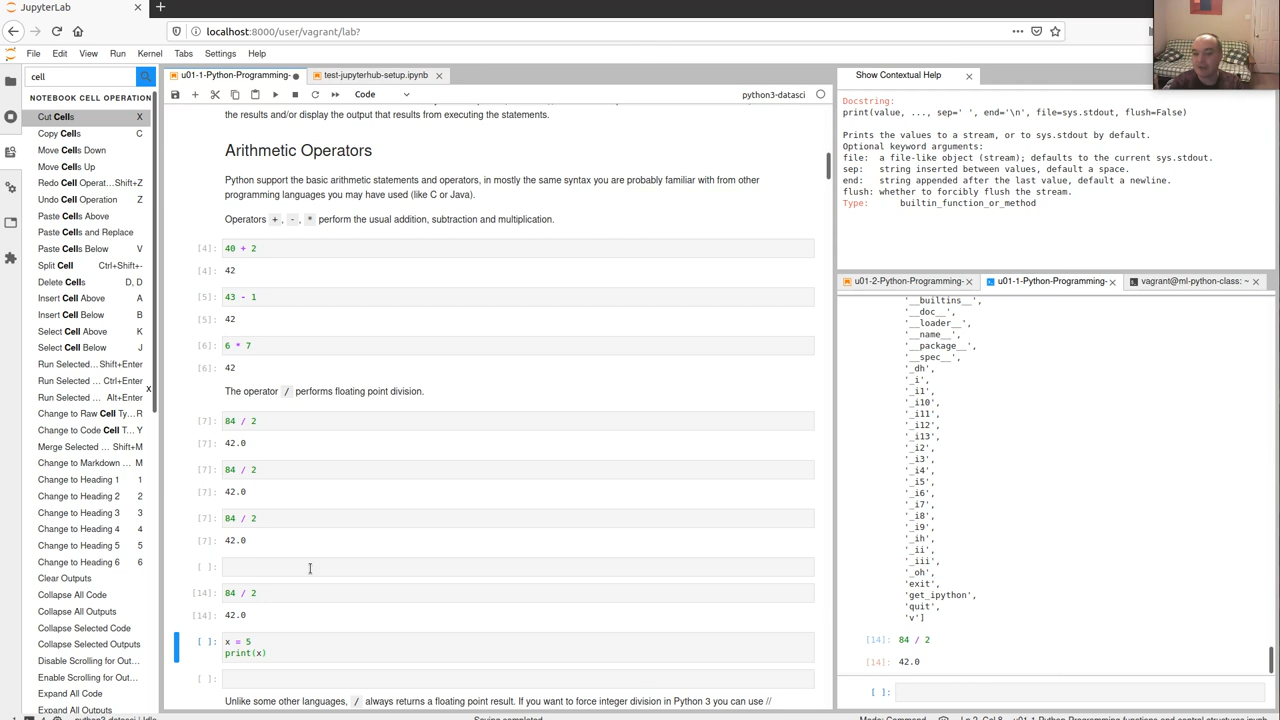 JupyterLab
localhost:8000/user/vagrant/lab?
File Edit View Run Kernel Tabs Settings Help
cell
NOTEBOOK CELL OPERATION
Cut Cells X
Copy Cells C
Move Cells Down
Move Cells Up
Redo Cell Operat... Shift+Z
Undo Cell Operation Z
Paste Cells Above
Paste Cells and Replace
Paste Cells Below V
Split Cell Ctrl+Shift+-
Delete Cells D, D
Insert Cell Above A
Insert Cell Below B
Select Cell Above K
Select Cell Below J
Run Selected... Shift+Enter
Run Selected ... Ctrl+Enter
Run Selected ... Alt+Enter
Change to Raw Cell Ty... R
Change to Code Cell T... Y
Merge Selected ... Shift+M
Change to Markdown ... M
Change to Heading 1 1
Change to Heading 2 2
Change to Heading 3 3
Change to Heading 4 4
Change to Heading 5 5
Change to Heading 6 6
Clear Outputs
Collapse All Code
Collapse All Outputs
Collapse Selected Code
Collapse Selected Outputs
Disable Scrolling for Out...
Enable Scrolling for Out...
Expand All Code
Expand All Outputs
u01-1-Python-Programming-
test-jupyterhub-setup.ipynb
Code
python3-datasci
the results and/or display the output that results from executing the statements.
Arithmetic Operators
Python support the basic arithmetic statements and operators, in mostly the same syntax you are probably familiar with from other
programming languages you may have used (like C or Java).
Operators +, -, * perform the usual addition, subtraction and multiplication.
[4]: 40 + 2
[4]: 42
[5]: 43 - 1
[5]: 42
[6]: 6 * 7
[6]: 42
The operator / performs floating point division.
[7]: 84 / 2
[7]: 42.0
[7]: 84 / 2
[7]: 42.0
[7]: 84 / 2
[7]: 42.0
[ ]:
[14]: 84 / 2
[14]: 42.0
[ ]: x = 5
print(x)
[ ]:
Unlike some other languages, / always returns a floating point result. If you want to force integer division in Python 3 you can use //
Show Contextual Help
Docstring:
print(value, ..., sep=' ', end='\n', file=sys.stdout, flush=False)
Prints the values to a stream, or to sys.stdout by default.
Optional keyword arguments:
file: a file-like object (stream); defaults to the current sys.stdout.
sep: string inserted between values, default a space.
end: string appended after the last value, default a newline.
flush: whether to forcibly flush the stream.
Type: builtin_function_or_method
u01-2-Python-Programming-
u01-1-Python-Programming-
vagrant@ml-python-class: ~
'__builtins__',
'__doc__',
'__loader__',
'__name__',
'__package__',
'__spec__',
'_dh',
'_i',
'_i1',
'_i10',
'_i11',
'_i12',
'_i13',
'_i2',
'_i3',
'_i4',
'_i5',
'_i6',
'_i7',
'_i8',
'_i9',
'_ih',
'_ii',
'_iii',
'_oh',
'exit',
'get_ipython',
'quit',
'v']
[14]: 84 / 2
[14]: 42.0
[ ]: